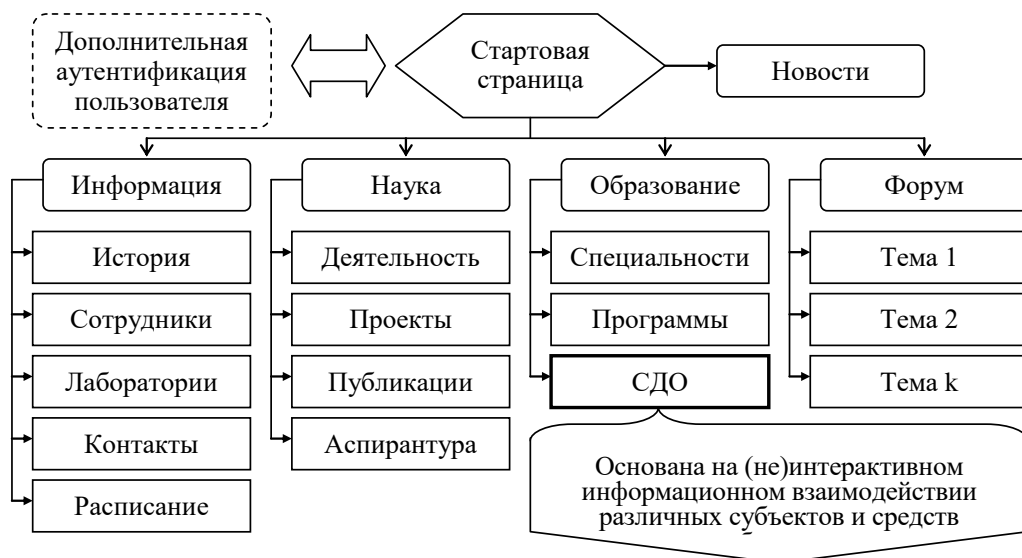 Дополнительная
аутентификация
пользователя
Стартовая
страница
Новости
Информация
Наука
Образование
Форум
История
Деятельность
Специальности
Тема 1
Сотрудники
Проекты
Программы
Тема 2
Лаборатории
Публикации
СДО
Тема k
Контакты
Аспирантура
Расписание
Основана на (не)интерактивном
информационном взаимодействии
различных субъектов и средств